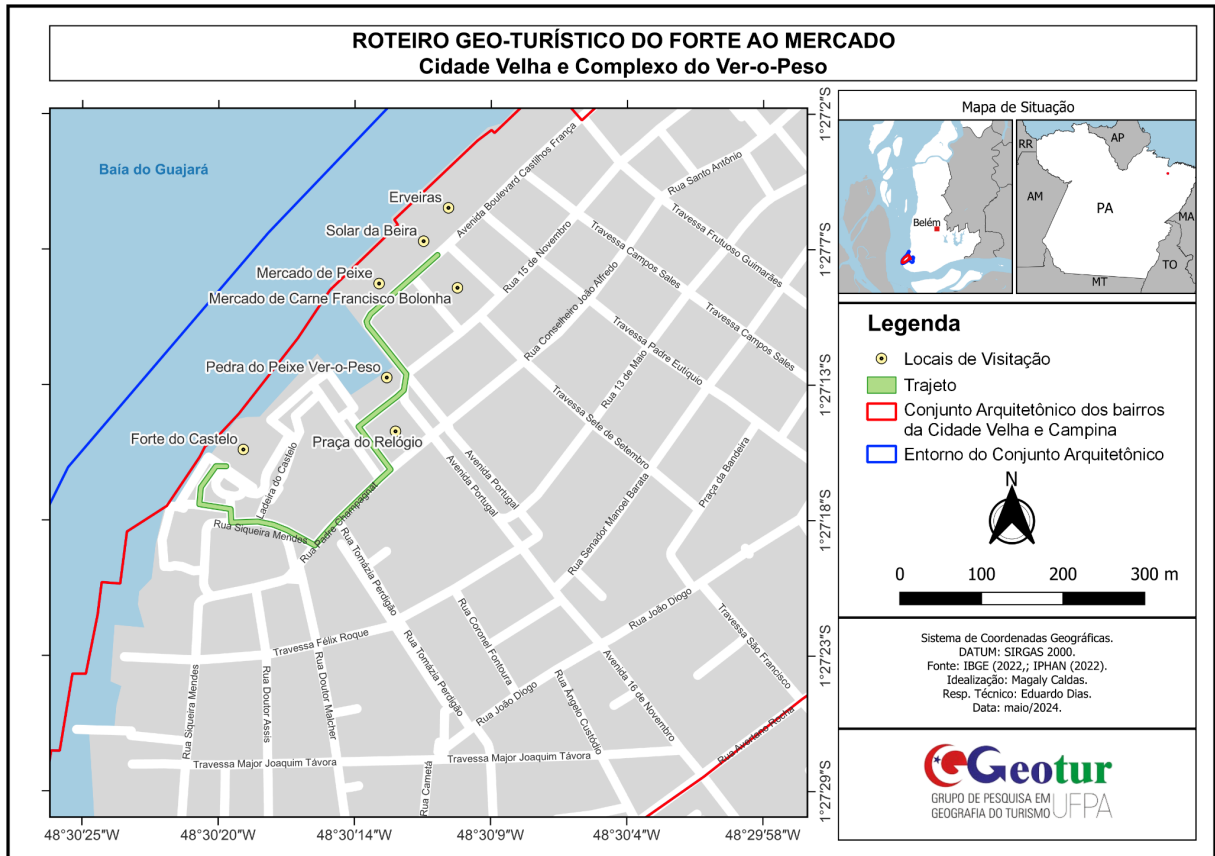 ROTEIRO GEO-TURÍSTICO DO FORTE AO MERCADO
Cidade Velha e Complexo do Ver-o-Peso
Baía do Guajará
Erveiras
Solar da Beira
Mercado de Peixe
Mercado de Carne Francisco Bolonha
Pedra do Peixe Ver-o-Peso
Praça do Relógio
Forte do Castelo
Avenida Boulevard Castilhos França
Rua Santo Antônio
Travessa Frutuoso Guimarães
Travessa Campos Sales
Rua 15 de Novembro
Rua Conselheiro João Alfredo
Travessa Campos Sales
Travessa Padre Eutiquio
Rua 13 de Maio
Travessa Sete de Setembro
Praça da Bandeira
Avenida Portugal
Avenida Portugal
Rua Senador Manoel Barata
Ladeira do Castelo
Rua Siqueira Mendes
Rua Padre Champagnat
Rua Tomázia Perdigão
Rua João Diogo
Travessa São Francisco
Travessa Félix Roque
Rua Coronel Fontoura
Rua Tomázia Perdigão
Avenida 16 de Novembro
Rua Siqueira Mendes
Rua Doutor Assis
Rua Doutor Malcher
Rua João Diogo
Rua Ângelo Custódio
Rua Avertano Rocha
Travessa Major Joaquim Távora
Travessa Major Joaquim Távora
Rua Cametá
48°30'25"W
48°30'20"W
48°30'14"W
48°30'9"W
48°30'4"W
48°29'58"W
1°27'2"S
1°27'7"S
1°27'13"S
1°27'18"S
1°27'23"S
1°27'29"S
Mapa de Situação
Belém
RR
AP
AM
PA
MA
TO
MT
Legenda
Locais de Visitação
Trajeto
Conjunto Arquitetônico dos bairros
da Cidade Velha e Campina
Entorno do Conjunto Arquitetônico
N
0 100 200 300 m
Sistema de Coordenadas Geográficas.
DATUM: SIRGAS 2000.
Fonte: IBGE (2022,; IPHAN (2022).
Idealização: Magaly Caldas.
Resp. Técnico: Eduardo Dias.
Data: maio/2024.
Geotur
GRUPO DE PESQUISA EM
GEOGRAFIA DO TURISMO
UFPA